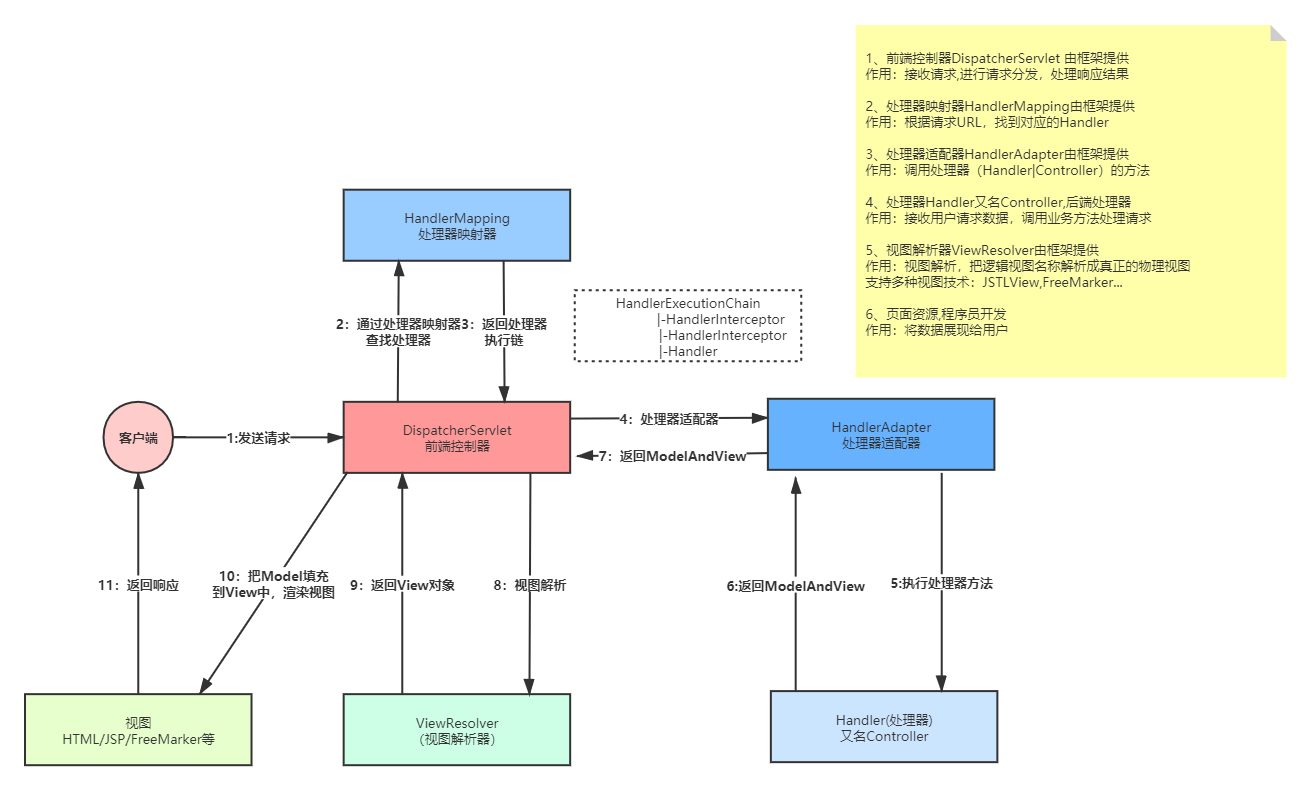 1、前端控制器DispatcherServlet 由框架提供
作用：接收请求,进行请求分发，处理响应结果
2、处理器映射器HandlerMapping由框架提供
作用：根据请求URL，找到对应的Handler
3、处理器适配器HandlerAdapter由框架提供
作用：调用处理器（Handler|Controller）的方法
4、处理器Handler又名Controller,后端处理器
作用：接收用户请求数据，调用业务方法处理请求
5、视图解析器ViewResolver由框架提供
作用：视图解析，把逻辑视图名称解析成真正的物理视图
支持多种视图技术：JSTLView,FreeMarker...
6、页面资源,程序员开发
作用：将数据展现给用户
HandlerMapping
处理器映射器
HandlerExecutionChain
|-HandlerInterceptor
|-HandlerInterceptor
|-Handler
2：通过处理器映射器
查找处理器
3：返回处理器
执行链
客户端
1:发送请求
DispatcherServlet
前端控制器
4：处理器适配器
7：返回ModelAndView
HandlerAdapter
处理器适配器
11：返回响应
10：把Model填充
到View中，渲染视图
9：返回View对象
8：视图解析
6:返回ModelAndView
5:执行处理器方法
视图
HTML/JSP/FreeMarker等
ViewResolver
（视图解析器）
Handler(处理器)
又名Controller